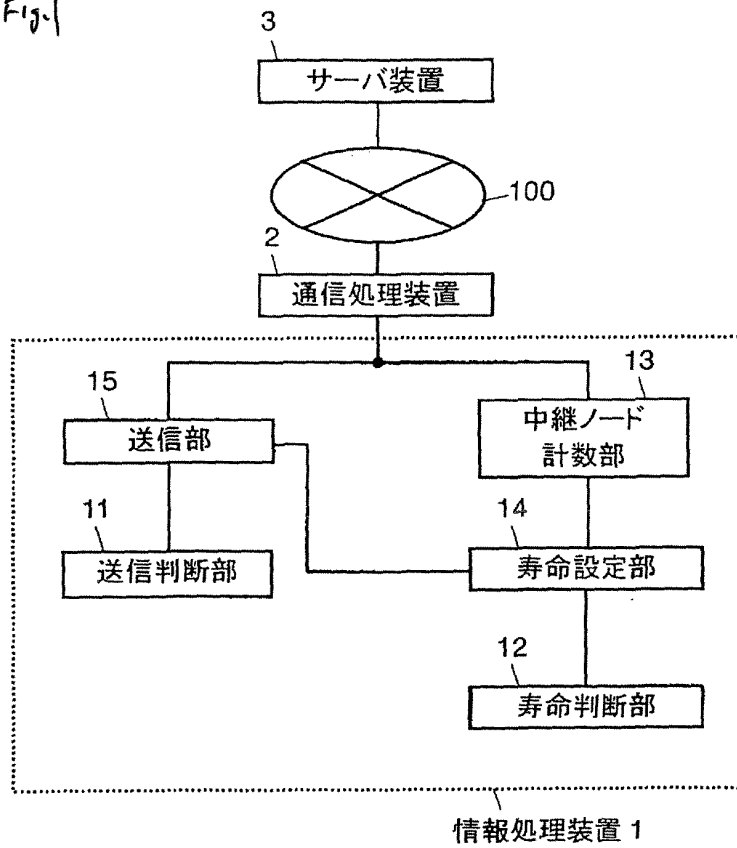 Fig.1
3
サーバ装置
100
2
通信処理装置
13
15
中継ノード
計数部
送信部
11
14
送信判断部
寿命設定部
12
寿命判断部
情報処理装置 1